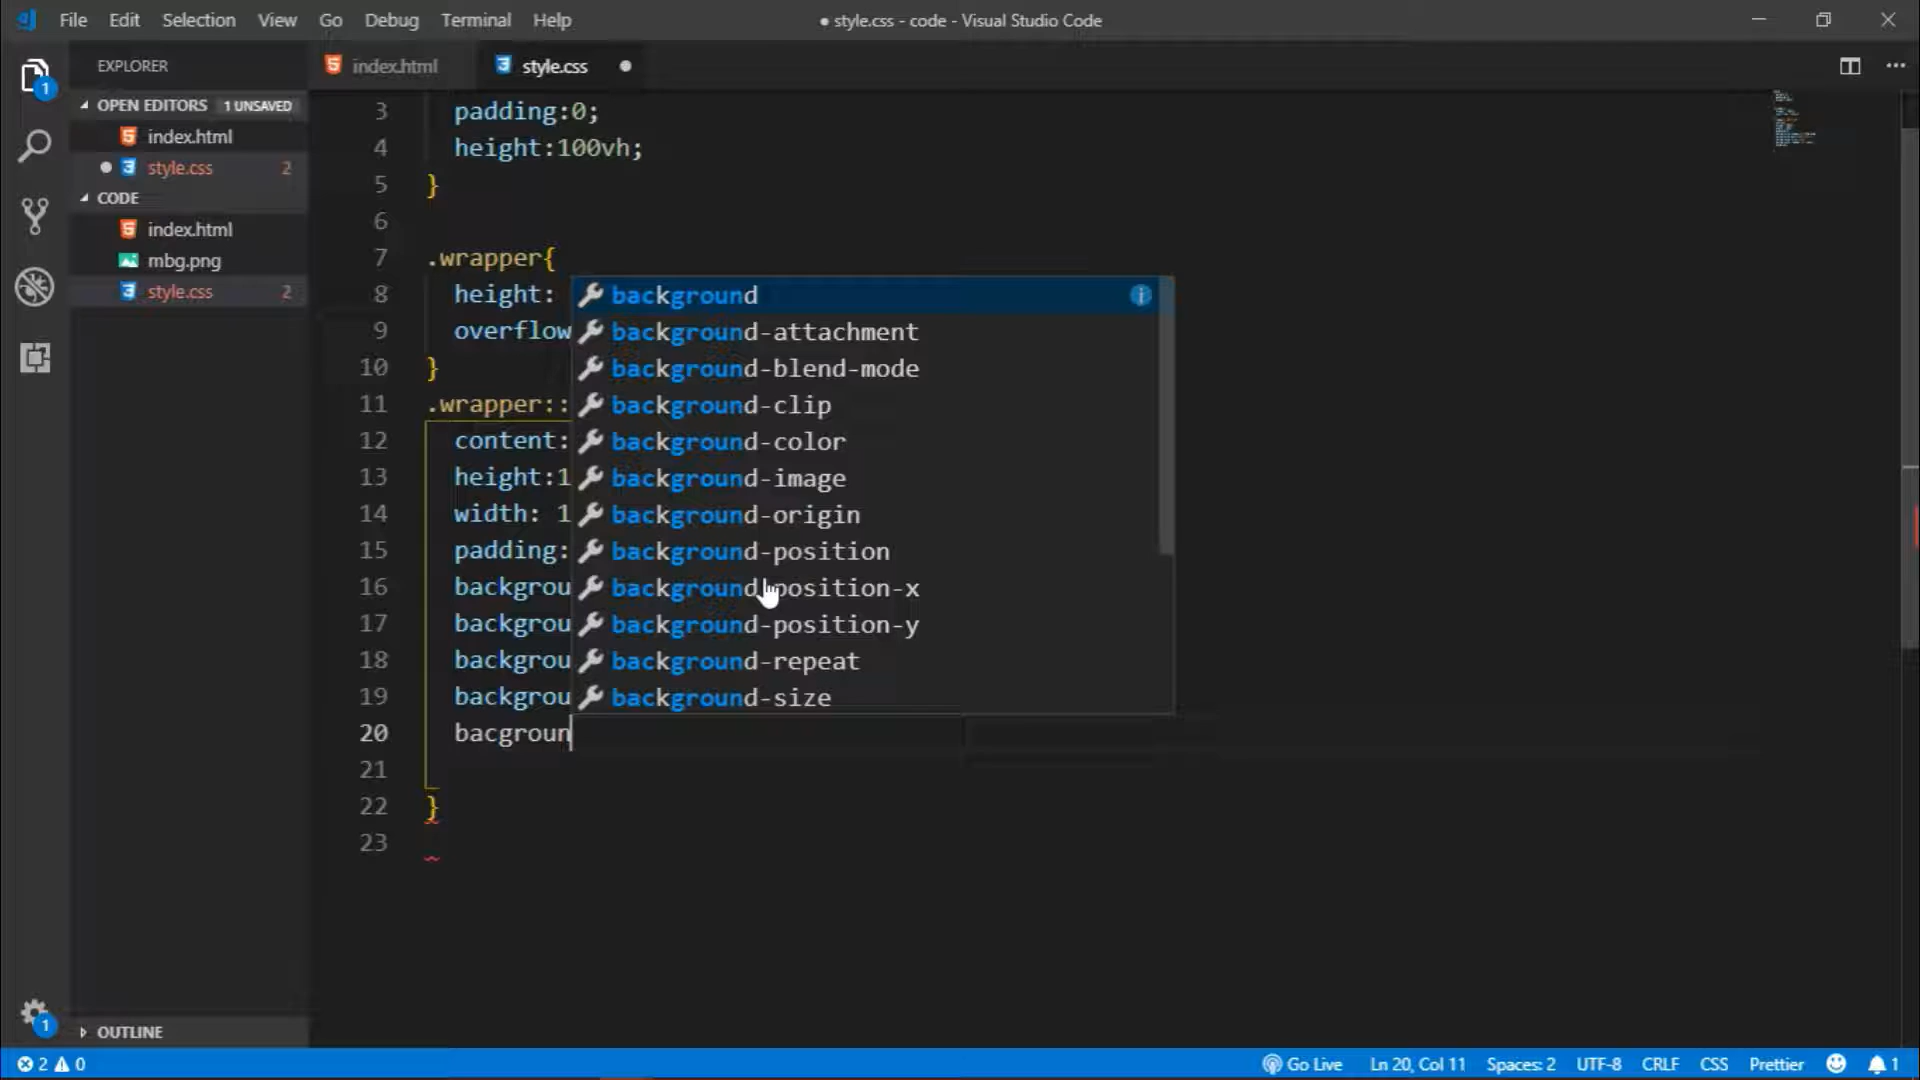 File Edit Selection View Go Debug Terminal Help
● style.css - code - Visual Studio Code
EXPLORER
OPEN EDITORS 1 UNSAVED
index.html
style.css 2
CODE
index.html
mbg.png
style.css 2
OUTLINE
1
1
index.html
style.css
3 padding:0;
4 height:100vh;
5 }
6
7 .wrapper{
8 height:
9 overflow
10 }
11 .wrapper::
12 content:
13 height:1
14 width: 1
15 padding:
16 backgrou
17 backgrou
18 backgrou
19 backgrou
20 bacgroun
21
22 }
23
background
background-attachment
background-blend-mode
background-clip
background-color
background-image
background-origin
background-position
background-position-x
background-position-y
background-repeat
background-size
2 0
Go Live Ln 20, Col 11 Spaces: 2 UTF-8 CRLF CSS Prettier 1